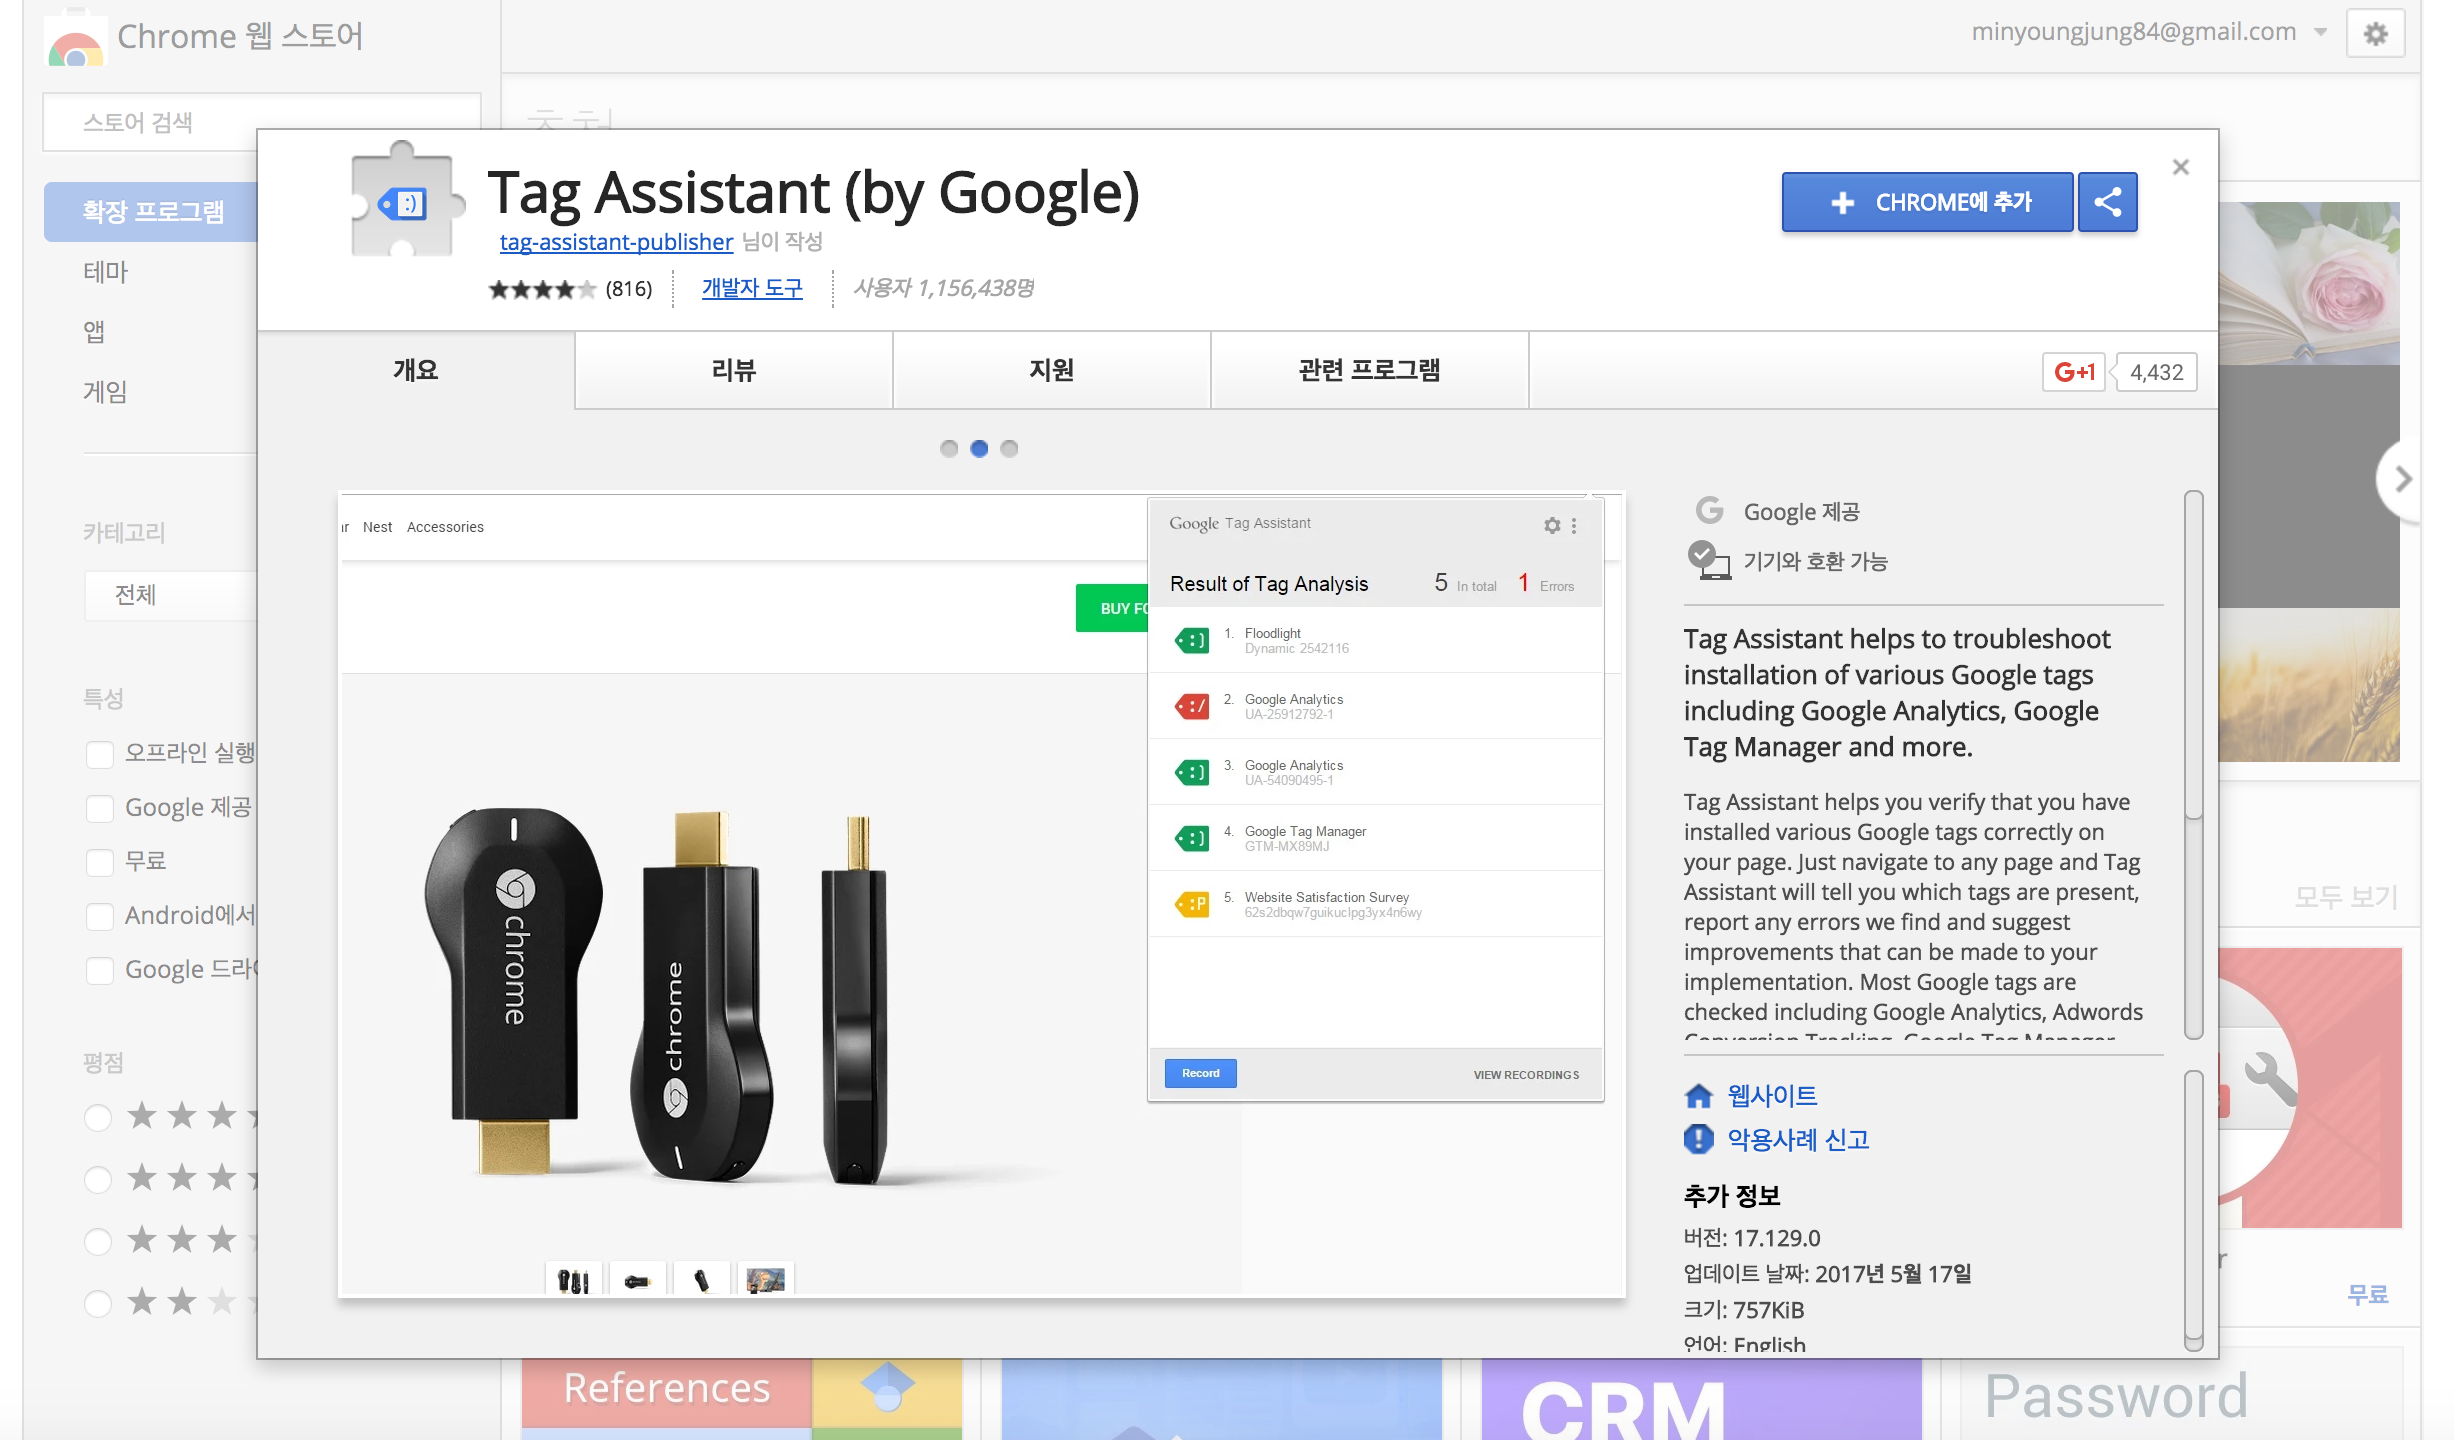 Chrome 웹 스토어
minyoungjung84@gmail.com
스토어 검색
확장 프로그램
테마
앱
게임
카테고리
전체
특성
오프라인 실행
Google 제공
무료
Android에서
Google
평점
Tag Assistant (by Google)
tag-assistant-publisher 님이 작성
(816)
개발자 도구
사용자 1,156,438명
CHROME에 추가
개요
리뷰
지원
관련 프로그램
G+1
4,432
Nest Accessories
BUY
chrome
chrome
Google Tag Assistant
Result of Tag Analysis 5 In total 1 Errors
1. Floodlight
Dynamic 2542116
2. Google Analytics
UA-25912792-1
3. Google Analytics
UA-54090495-1
4. Google Tag Manager
GTM-MX89MJ
5. Website Satisfaction Survey
62s2dbqw7guikuclpg3yx4n6wy
Record
VIEW RECORDINGS
Google 제공
기기와 호환 가능
Tag Assistant helps to troubleshoot
installation of various Google tags
including Google Analytics, Google
Tag Manager and more.
Tag Assistant helps you verify that you have
installed various Google tags correctly on
your page. Just navigate to any page and Tag
Assistant will tell you which tags are present,
report any errors we find and suggest
improvements that can be made to your
implementation. Most Google tags are
checked including Google Analytics, Adwords
Conversion Tracking, Google Tag Manager
웹사이트
악용사례 신고
추가 정보
버전: 17.129.0
업데이트 날짜: 2017년 5월 17일
크기: 757KiB
언어: English
모두 보기
무료
References
CRM
Password